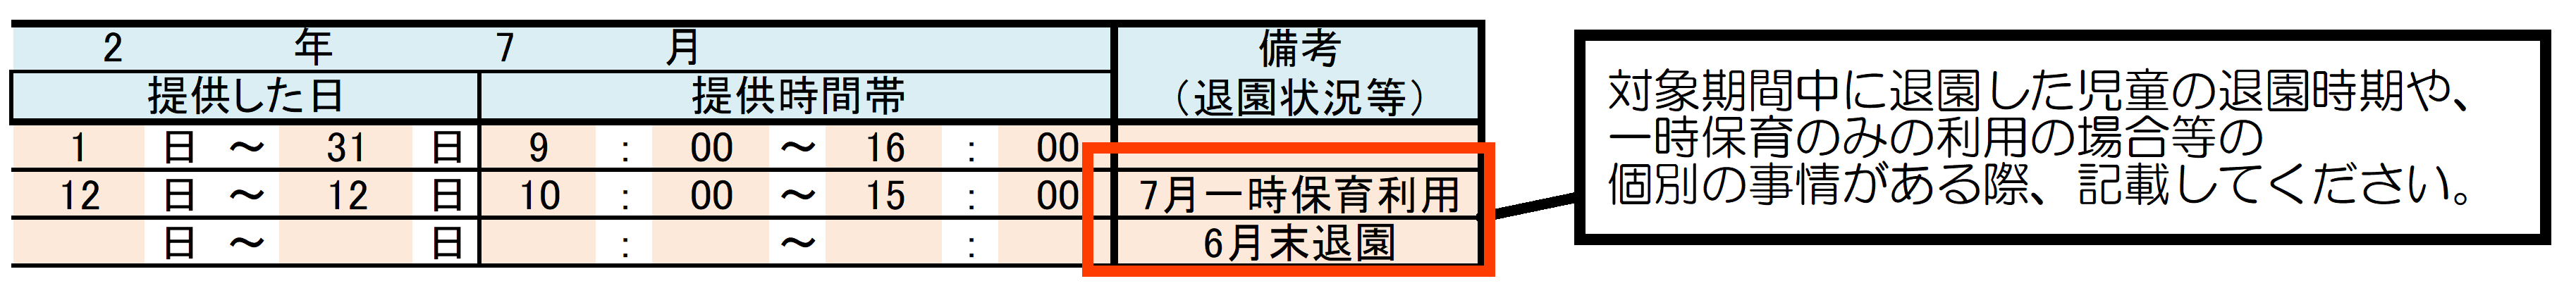 2 年 7 月 備考
提供した日 提供時間帯 （退園状況等）
1 日 ～ 31 日 9 : 00 ～ 16 : 00
12 日 ～ 12 日 10 : 00 ～ 15 : 00 7月一時保育利用
日 ～ 日 : ～ : 6月末退園
対象期間中に退園した児童の退園時期や、
一時保育のみの利用の場合等の
個別の事情がある際、記載してください。